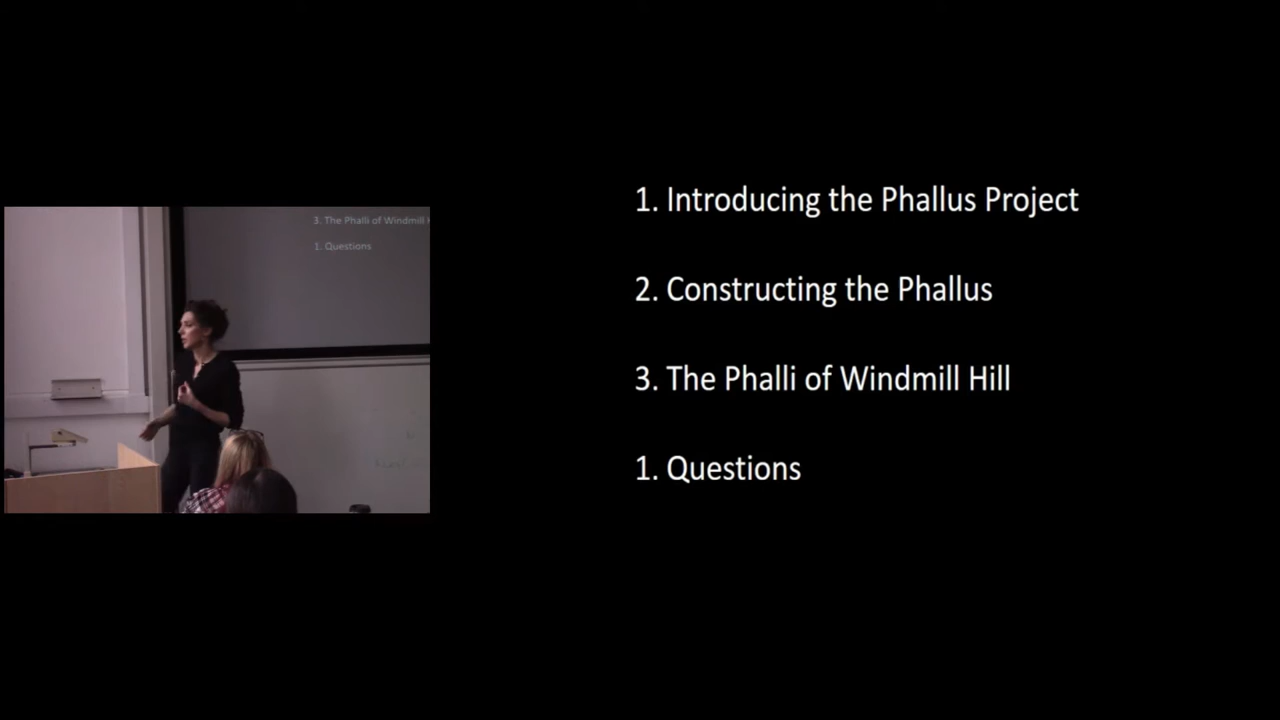 1. Introducing the Phallus Project
2. Constructing the Phallus
3. The Phalli of Windmill Hill
1. Questions
3. The Phalli of Windmill
1. Questions